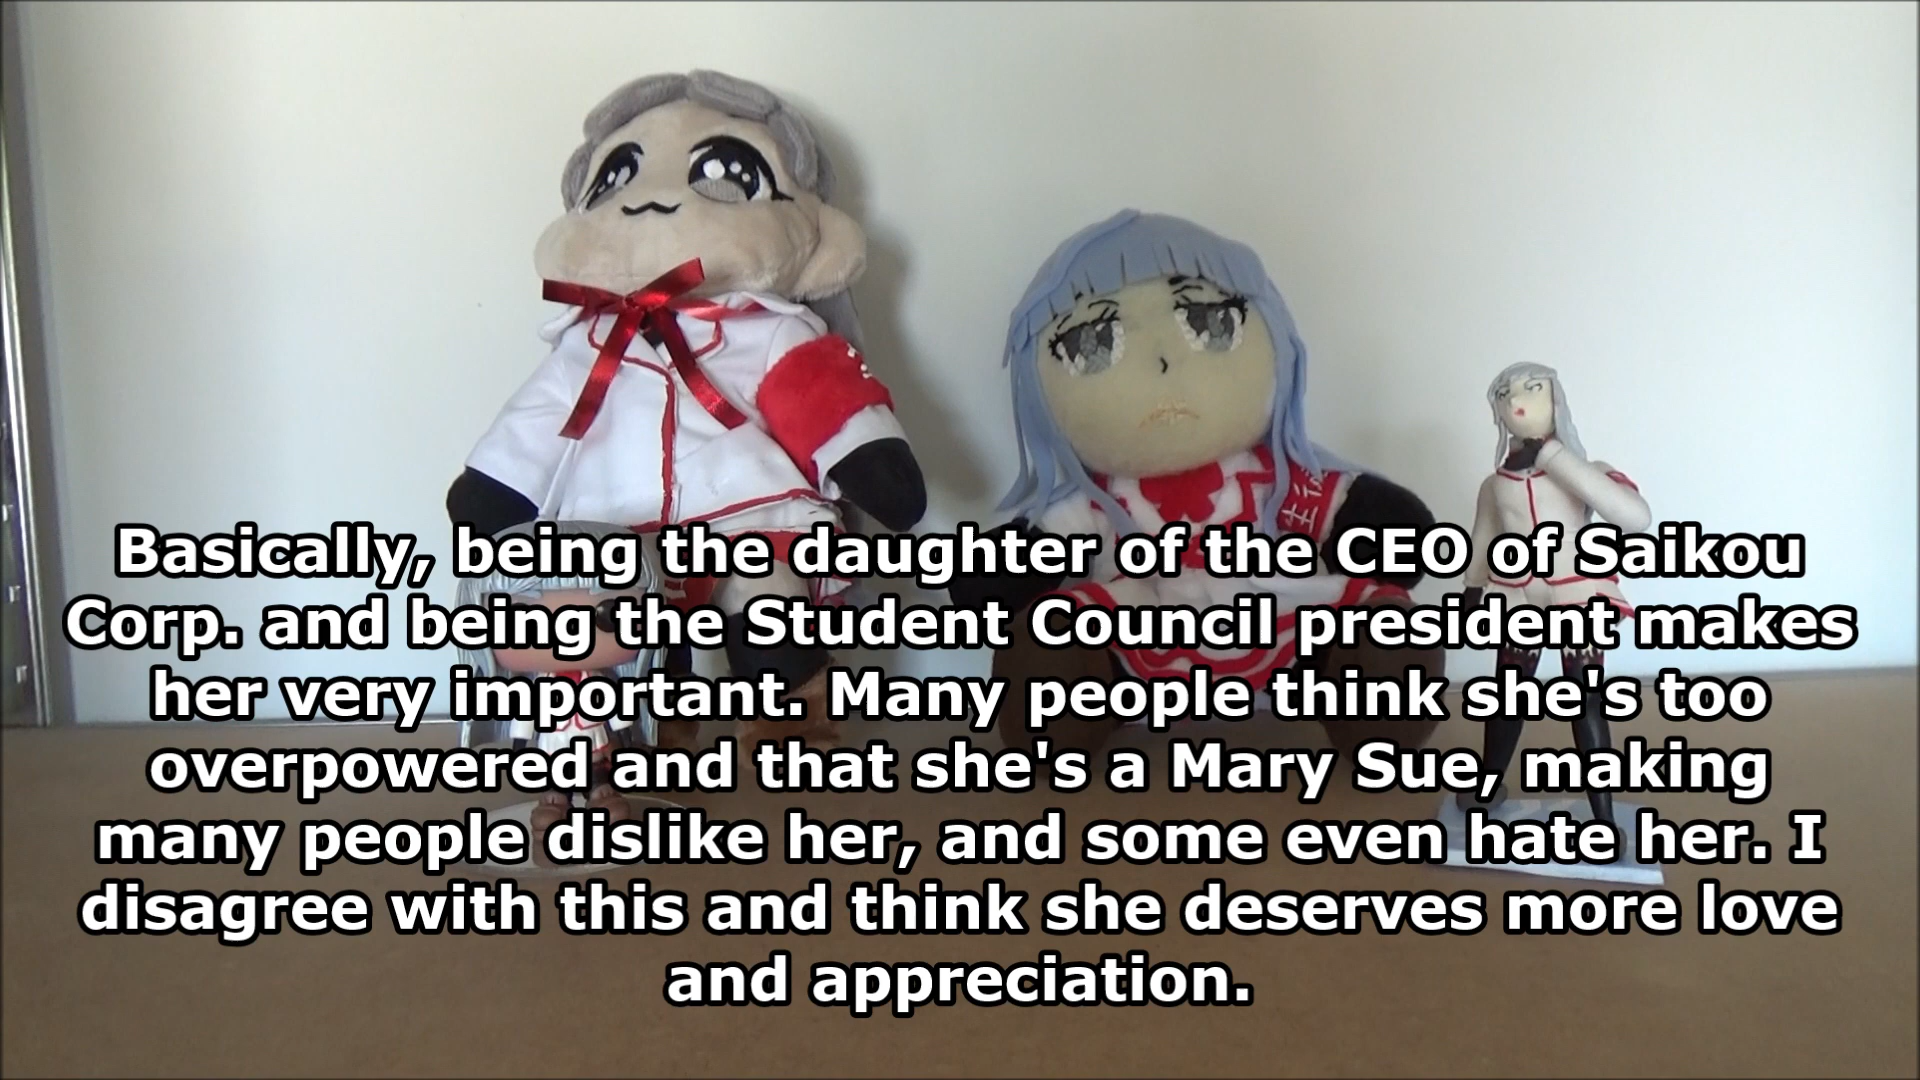 Basically, being the daughter of the CEO of Saikou
Corp. and being the Student Council president makes
her very important. Many people think she's too
overpowered and that she's a Mary Sue, making
many people dislike her, and some even hate her. I
disagree with this and think she deserves more love
and appreciation.